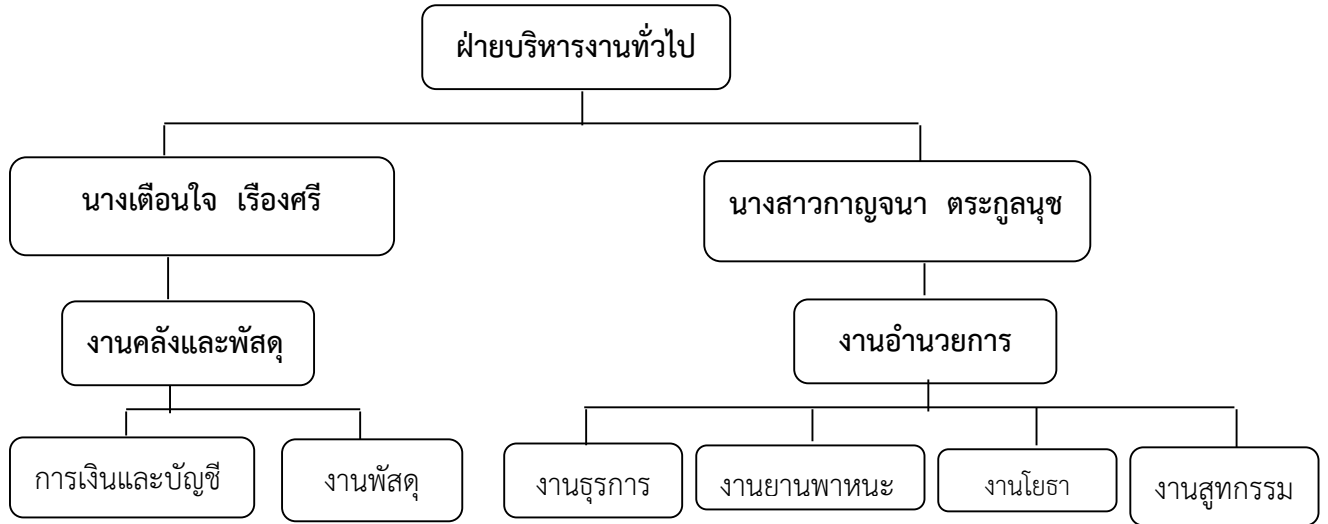 ฝ่ายบริหารงานทั่วไป
นางเตือนใจ เรืองศรี
นางสาวกาญจนา ตระกูลนุช
งานคลังและพัสดุ
งานอำนวยการ
การเงินและบัญชี
งานพัสดุ
งานธุรการ
งานยานพาหนะ
งานโยธา
งานสูทกรรม